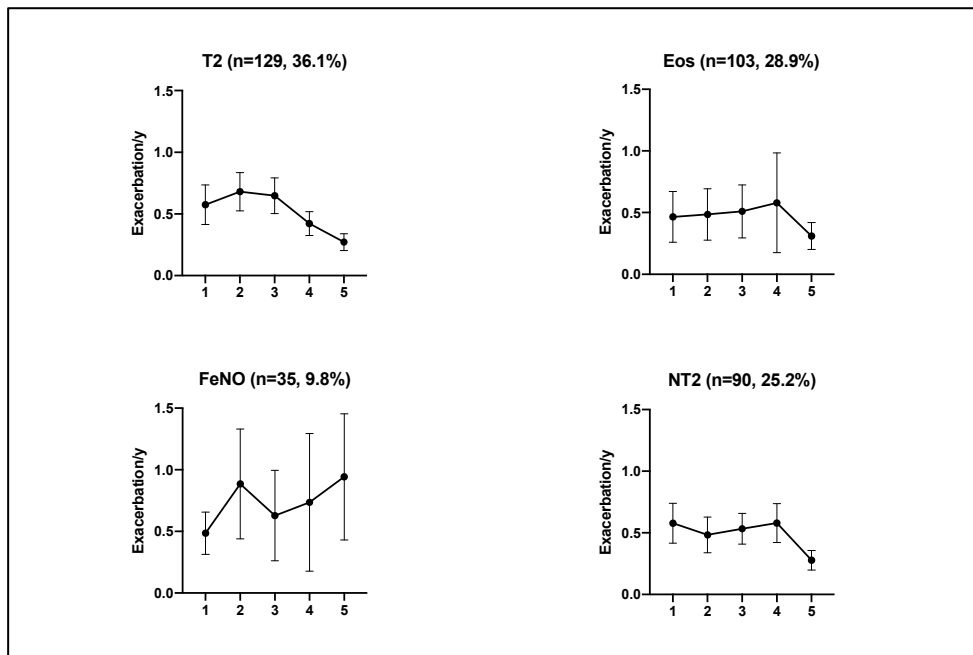 T2 (n=129, 36.1%)
Exacerbation/y
1.5
1.0
0.5
0.0
1 2 3 4 5
Eos (n=103, 28.9%)
Exacerbation/y
1.5
1.0
0.5
0.0
1 2 3 4 5
FeNO (n=35, 9.8%)
Exacerbation/y
1.5
1.0
0.5
0.0
1 2 3 4 5
NT2 (n=90, 25.2%)
Exacerbation/y
1.5
1.0
0.5
0.0
1 2 3 4 5